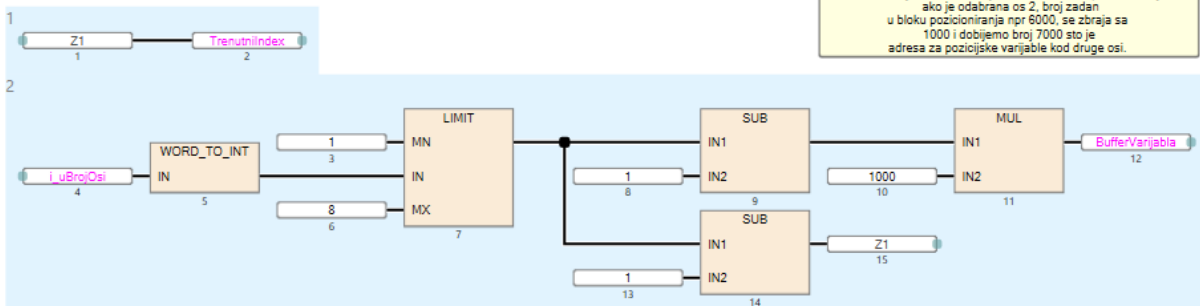 ako je odabrana os 2, broj zadan
u bloku pozicioniranja npr 6000, se zbraja sa
1000 i dobijemo broj 7000 sto je
adresa za pozicijske varijable kod druge osi.
1
Z1
1
TrenutniIndex
2
2
i_uBrojOsi
4
WORD_TO_INT
IN
5
1
3
8
6
LIMIT
MN
IN
MX
7
1
8
SUB
IN1
IN2
9
1000
10
MUL
IN1
IN2
11
BufferVarijabla
12
1
13
SUB
IN1
IN2
14
Z1
15